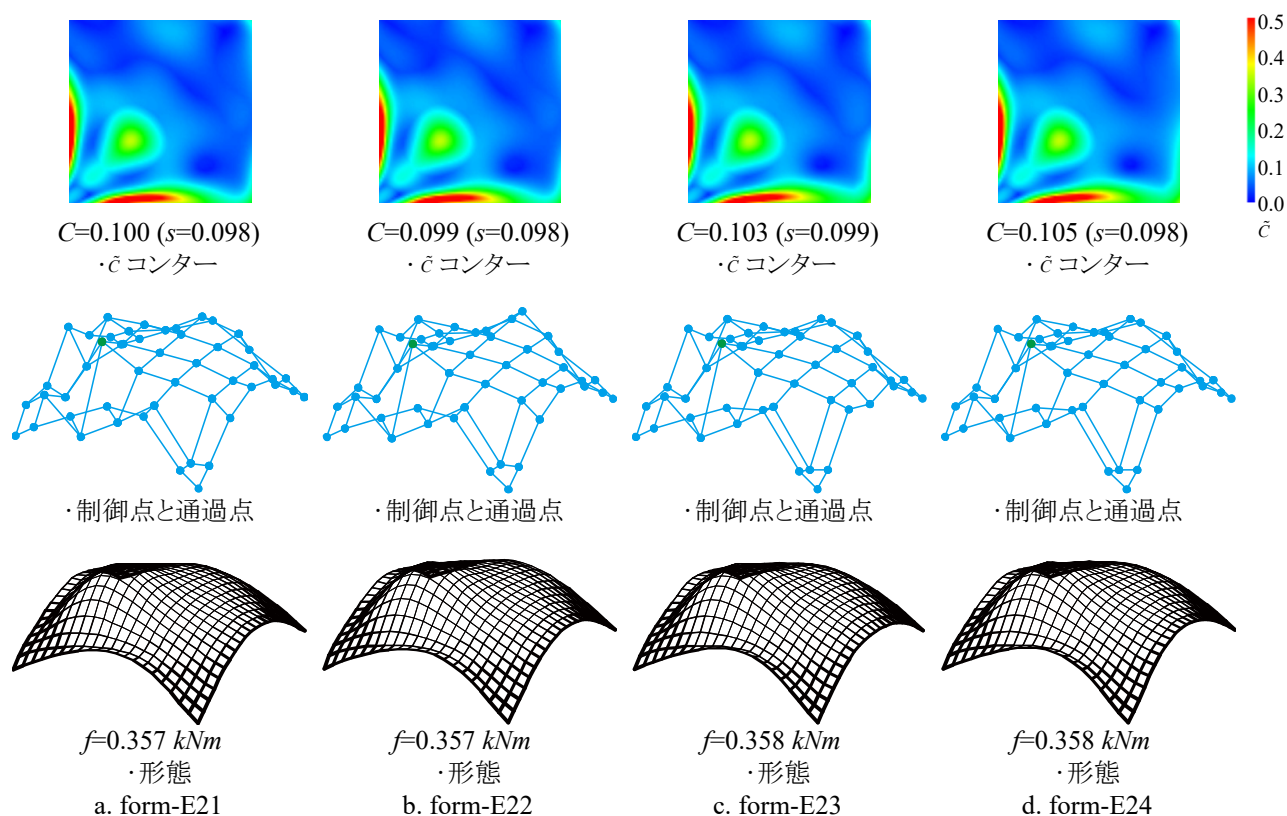 0.5
0.4
0.3
0.2
0.1
0.0
c̃
C=0.100 (s=0.098)
C=0.099 (s=0.098)
C=0.103 (s=0.099)
C=0.105 (s=0.098)
・c̃ コンター
・c̃ コンター
・c̃ コンター
・c̃ コンター
・制御点と通過点
・制御点と通過点
・制御点と通過点
・制御点と通過点
f=0.357 kNm
f=0.357 kNm
f=0.358 kNm
f=0.358 kNm
・形態
・形態
・形態
・形態
a. form-E21
b. form-E22
c. form-E23
d. form-E24